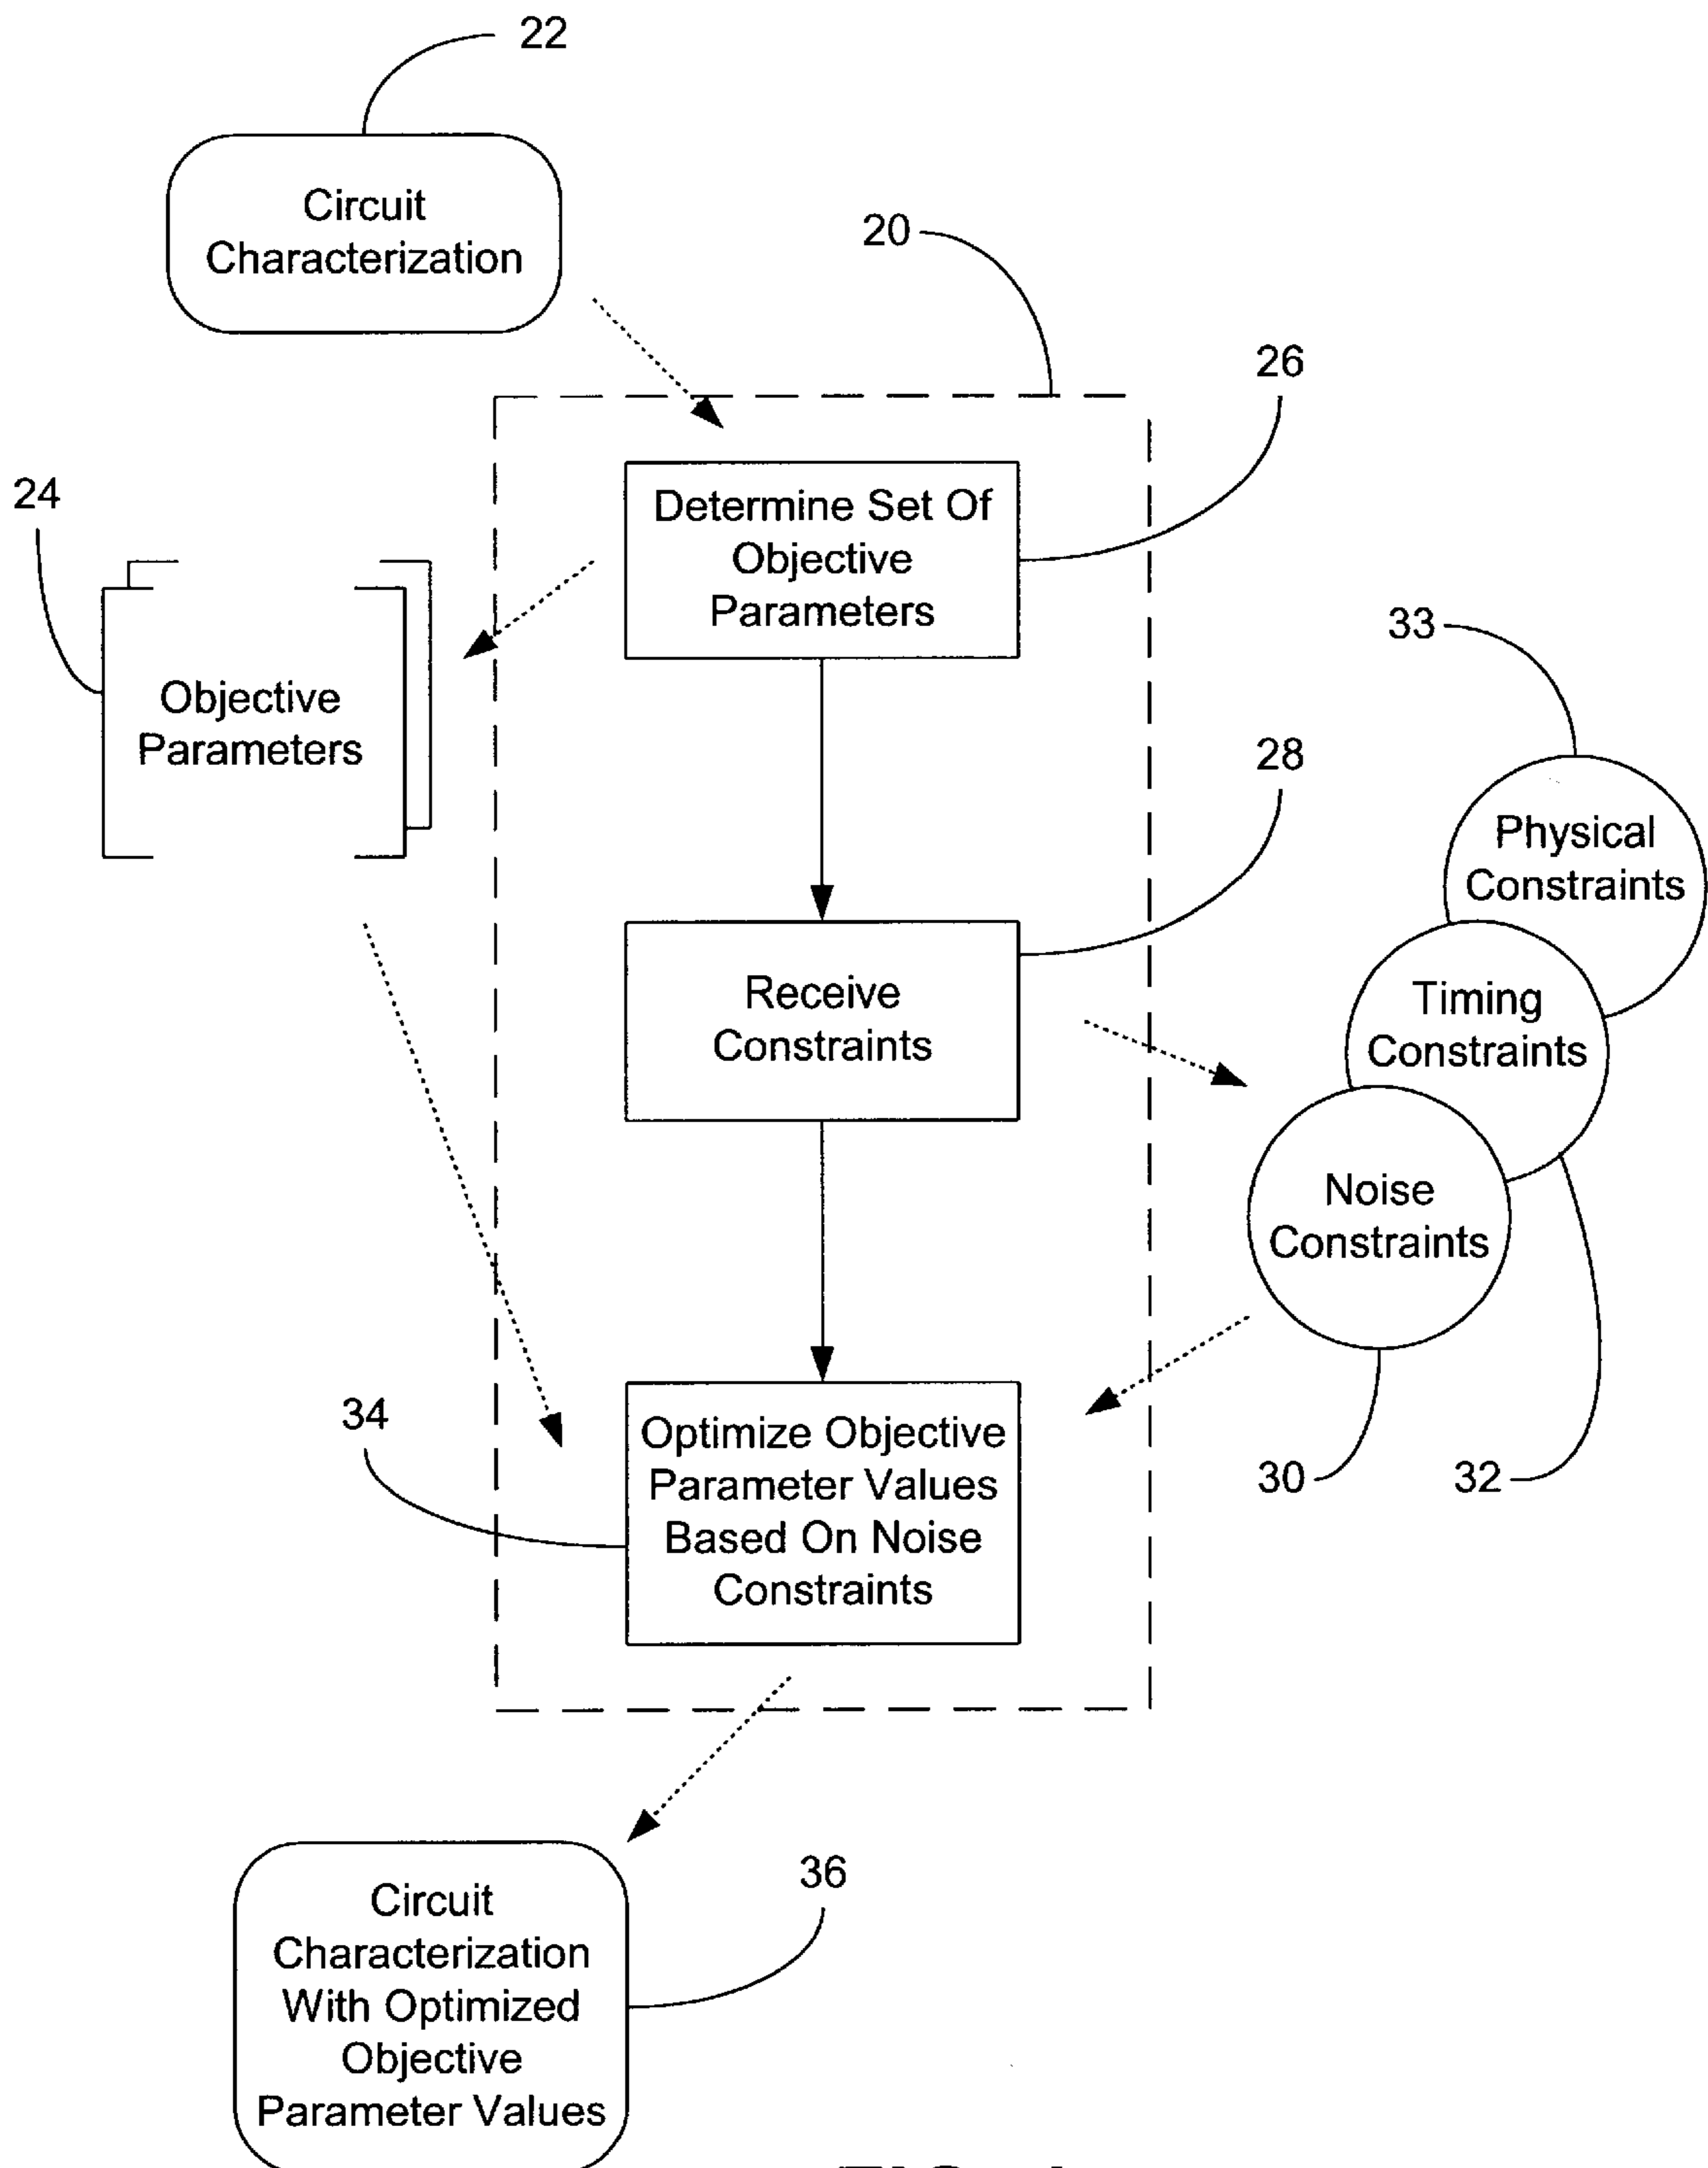 22
Circuit
Characterization
20
26
24
Determine Set Of
Objective
Parameters
33
Objective
Parameters
28
Physical
Constraints
Receive
Constraints
Timing
Constraints
Noise
Constraints
34
Optimize Objective
Parameter Values
Based On Noise
Constraints
30
32
36
Circuit
Characterization
With Optimized
Objective
Parameter Values